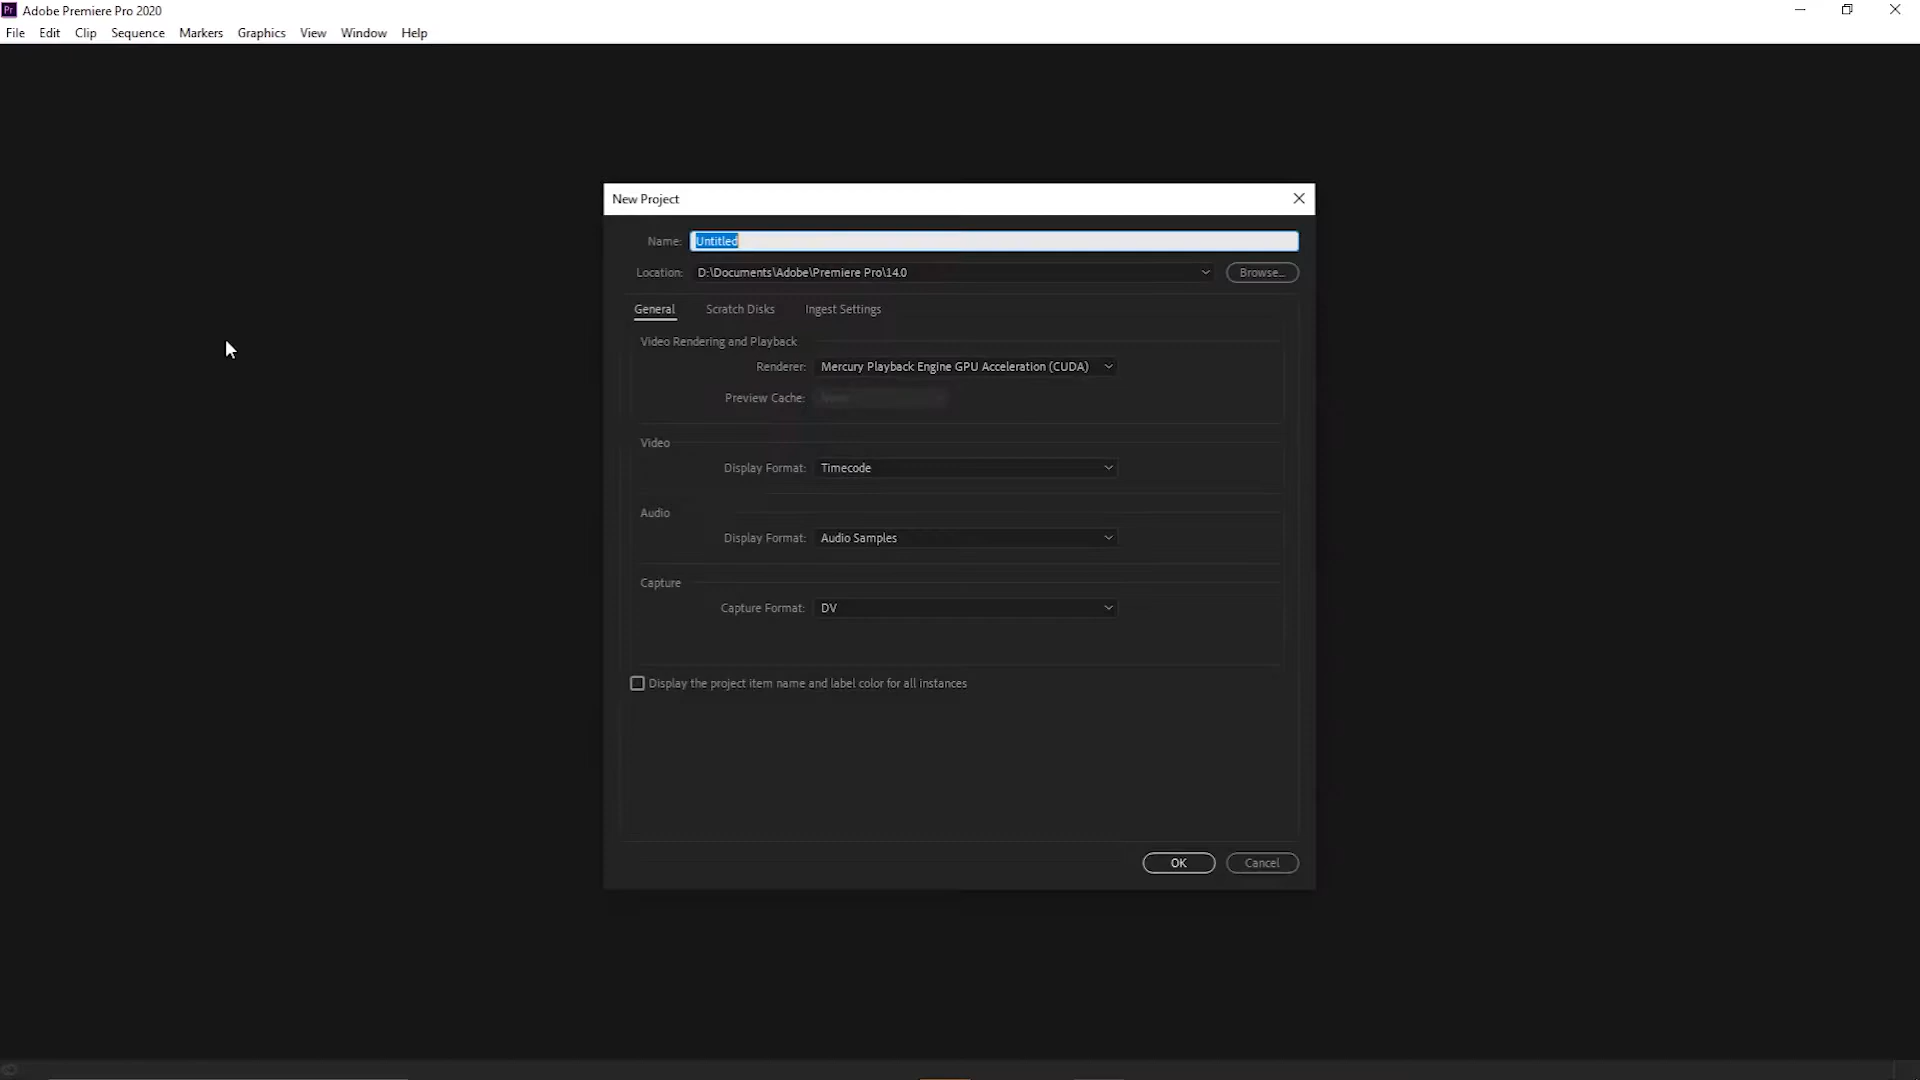 Pr Adobe Premiere Pro 2020
File Edit Clip Sequence Markers Graphics View Window Help
New Project
Name: Untitled
Location: D:\Documents\Adobe\Premiere Pro\14.0 Browse...
General Scratch Disks Ingest Settings
Video Rendering and Playback
Renderer: Mercury Playback Engine GPU Acceleration (CUDA)
Preview Cache:
Video
Display Format: Timecode
Audio
Display Format: Audio Samples
Capture
Capture Format: DV
Display the project item name and label color for all instances
OK Cancel